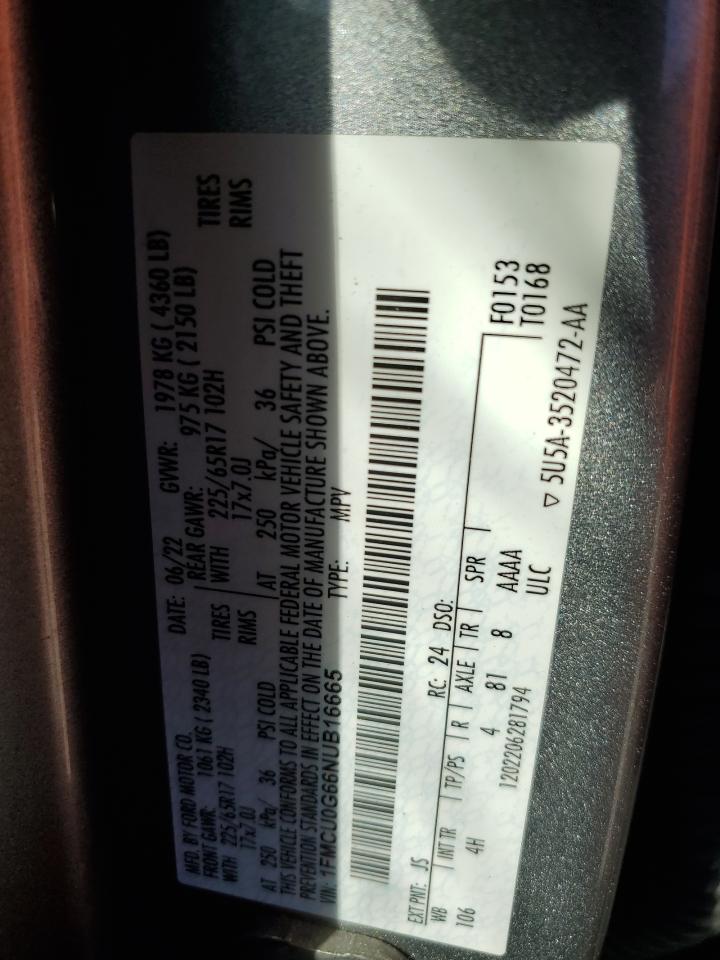 MFD. BY FORD MOTOR CO. DATE: 06/22 GVWR: 1978 KG ( 4360 LB)
FRONT GAWR: 1061 KG ( 2340 LB) REAR GAWR: 975 KG ( 2150 LB)
WITH 225/65R17 102H TIRES WITH 225/65R17 102H TIRES
17x7.0J RIMS 17x7.0J RIMS
AT 250 kPa/ 36 PSI COLD AT 250 kPa/ 36 PSI COLD
THIS VEHICLE CONFORMS TO ALL APPLICABLE FEDERAL MOTOR VEHICLE SAFETY AND THEFT
PREVENTION STANDARDS IN EFFECT ON THE DATE OF MANUFACTURE SHOWN ABOVE.
VIN: 1FMCU0G66NUB16665 TYPE: MPV
EXT PNT: JS RC: 24 DSO:
WB INT TR TP/PS R AXLE TR SPR F0153
106 4H 4 81 8 AAAA T0168
ULC
1202206281794 ▽ 5U5A-3520472-AA